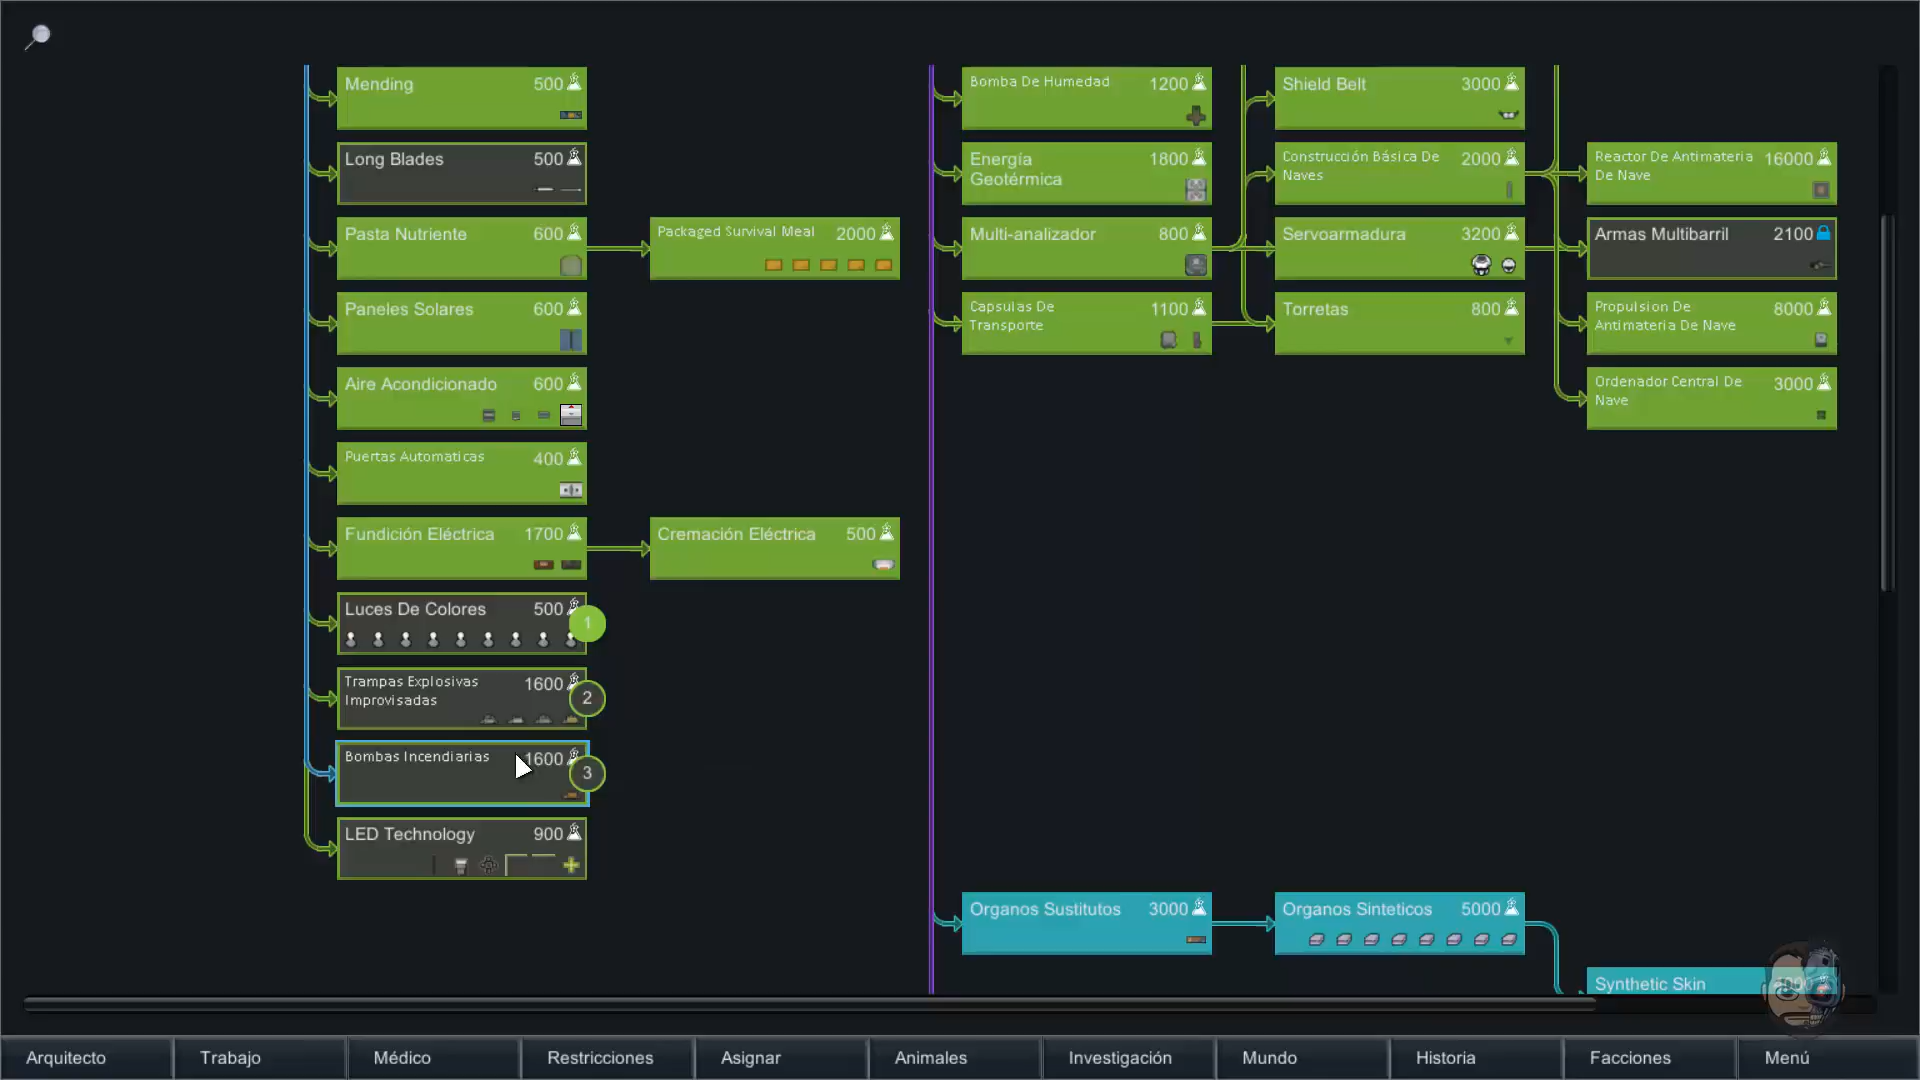 Mending 500
Long Blades 500
Pasta Nutriente 600
Packaged Survival Meal 2000
Paneles Solares 600
Aire Acondicionado 600
Puertas Automaticas 400
Fundición Eléctrica 1700
Cremación Eléctrica 500
Luces De Colores 500
1
Trampas Explosivas
Improvisadas
1600
2
Bombas Incendiarias 1600
3
LED Technology 900
Bomba De Humedad 1200
Energía
Geotérmica
1800
Multi-analizador 800
Capsulas De
Transporte
1100
Shield Belt 3000
Construcción Básica De
Naves
2000
Servoarmadura 3200
Torretas 800
Reactor De Antimateria
De Nave
16000
Armas Multibarril 2100
Propulsion De
Antimateria De Nave
8000
Ordenador Central De
Nave
3000
Organos Sustitutos 3000
Organos Sinteticos 5000
Synthetic Skin
Arquitecto Trabajo Médico Restricciones Asignar Animales Investigación Mundo Historia Facciones Menú